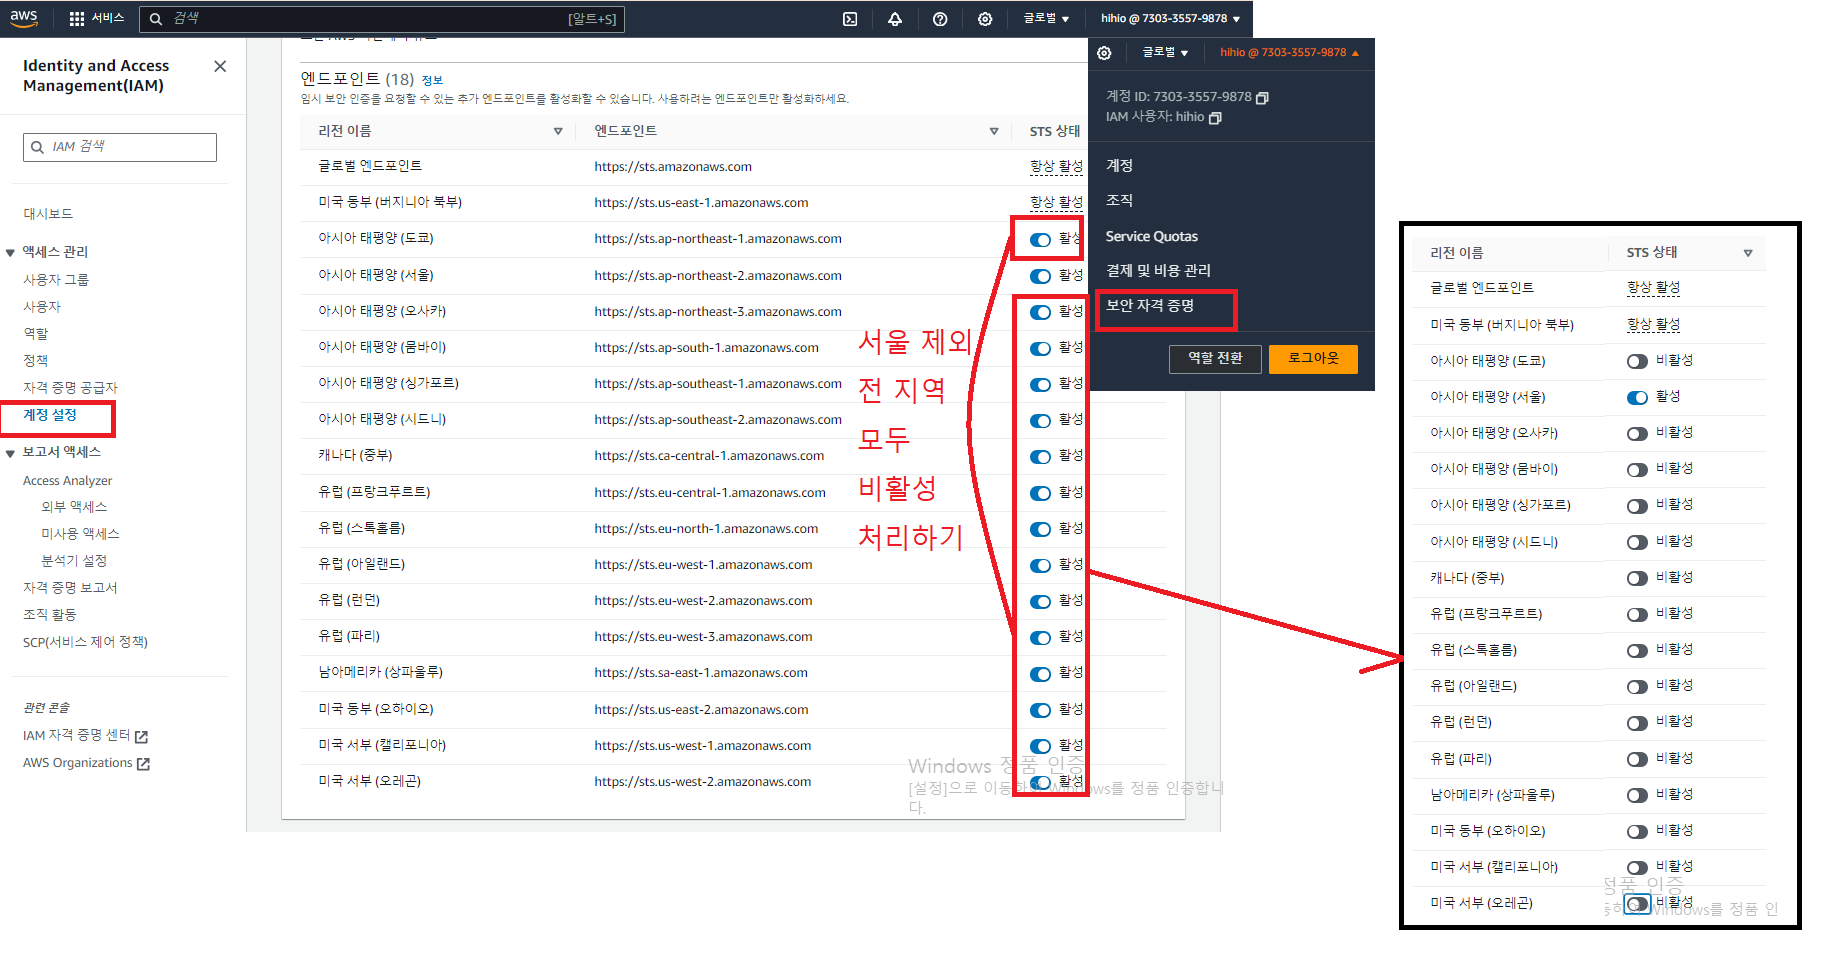 aws
서비스
검색
[알트+S]
글로벌 ▼
hihio @ 7303-3557-9878 ▼
Identity and Access
Management(IAM)
IAM 검색
대시보드
액세스 관리
사용자 그룹
사용자
역할
정책
자격 증명 공급자
계정 설정
보고서 액세스
Access Analyzer
외부 액세스
미사용 액세스
분석기 설정
자격 증명 보고서
조직 활동
SCP(서비스 제어 정책)
관련 콘솔
IAM 자격 증명 센터
AWS Organizations
엔드포인트 (18) 정보
임시 보안 인증을 요청할 수 있는 추가 엔드포인트를 활성화할 수 있습니다. 사용하려는 엔드포인트만 활성화하세요.
리전 이름 엔드포인트 STS 상태
글로벌 엔드포인트 https://sts.amazonaws.com 항상 활성
미국 동부 (버지니아 북부) https://sts.us-east-1.amazonaws.com 항상 활성
아시아 태평양 (도쿄) https://sts.ap-northeast-1.amazonaws.com 활성
아시아 태평양 (서울) https://sts.ap-northeast-2.amazonaws.com 활성
아시아 태평양 (오사카) https://sts.ap-northeast-3.amazonaws.com 활성
아시아 태평양 (뭄바이) https://sts.ap-south-1.amazonaws.com 활성
아시아 태평양 (싱가포르) https://sts.ap-southeast-1.amazonaws.com 활성
아시아 태평양 (시드니) https://sts.ap-southeast-2.amazonaws.com 활성
캐나다 (중부) https://sts.ca-central-1.amazonaws.com 활성
유럽 (프랑크푸르트) https://sts.eu-central-1.amazonaws.com 활성
유럽 (스톡홀름) https://sts.eu-north-1.amazonaws.com 활성
유럽 (아일랜드) https://sts.eu-west-1.amazonaws.com 활성
유럽 (런던) https://sts.eu-west-2.amazonaws.com 활성
유럽 (파리) https://sts.eu-west-3.amazonaws.com 활성
남아메리카 (상파울루) https://sts.sa-east-1.amazonaws.com 활성
미국 동부 (오하이오) https://sts.us-east-2.amazonaws.com 활성
미국 서부 (캘리포니아) https://sts.us-west-1.amazonaws.com 활성
미국 서부 (오레곤) https://sts.us-west-2.amazonaws.com 활성
서울 제외
전 지역
모두
비활성
처리하기
Windows 정품 인증
[설정]으로 이동하여 Windows를 정품 인증합니
다.
글로벌 ▼
hihio @ 7303-3557-9878 ▲
계정 ID: 7303-3557-9878
IAM 사용자: hihio
계정
조직
Service Quotas
결제 및 비용 관리
보안 자격 증명
역할 전환
로그아웃
리전 이름 STS 상태
글로벌 엔드포인트 항상 활성
미국 동부 (버지니아 북부) 항상 활성
아시아 태평양 (도쿄) 비활성
아시아 태평양 (서울) 활성
아시아 태평양 (오사카) 비활성
아시아 태평양 (뭄바이) 비활성
아시아 태평양 (싱가포르) 비활성
아시아 태평양 (시드니) 비활성
캐나다 (중부) 비활성
유럽 (프랑크푸르트) 비활성
유럽 (스톡홀름) 비활성
유럽 (아일랜드) 비활성
유럽 (런던) 비활성
유럽 (파리) 비활성
남아메리카 (상파울루) 비활성
미국 동부 (오하이오) 비활성
미국 서부 (캘리포니아) 비활성
미국 서부 (오레곤) 비활성
정품 인증
Windows를 정품 인